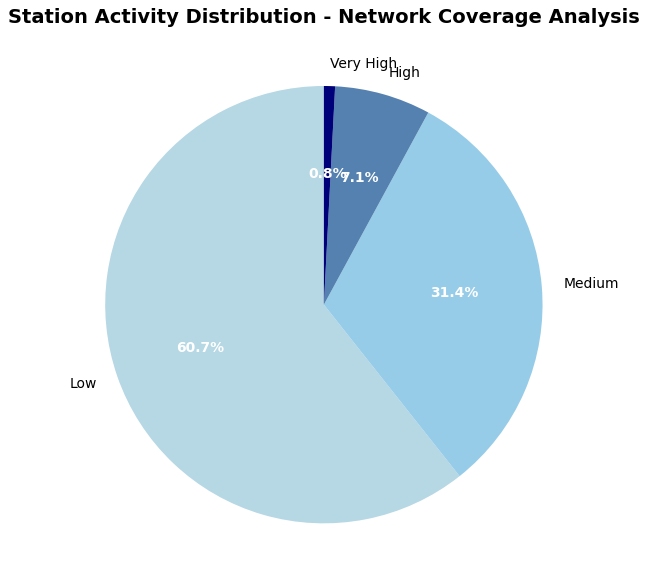 Station Activity Distribution - Network Coverage Analysis
Very High
High
0.8%
7.1%
Medium
31.4%
60.7%
Low